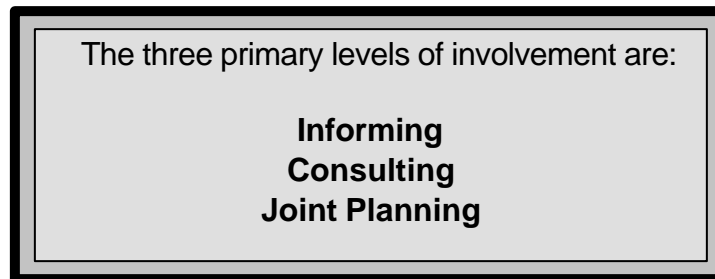 The three primary levels of involvement are:
Informing
Consulting
Joint Planning